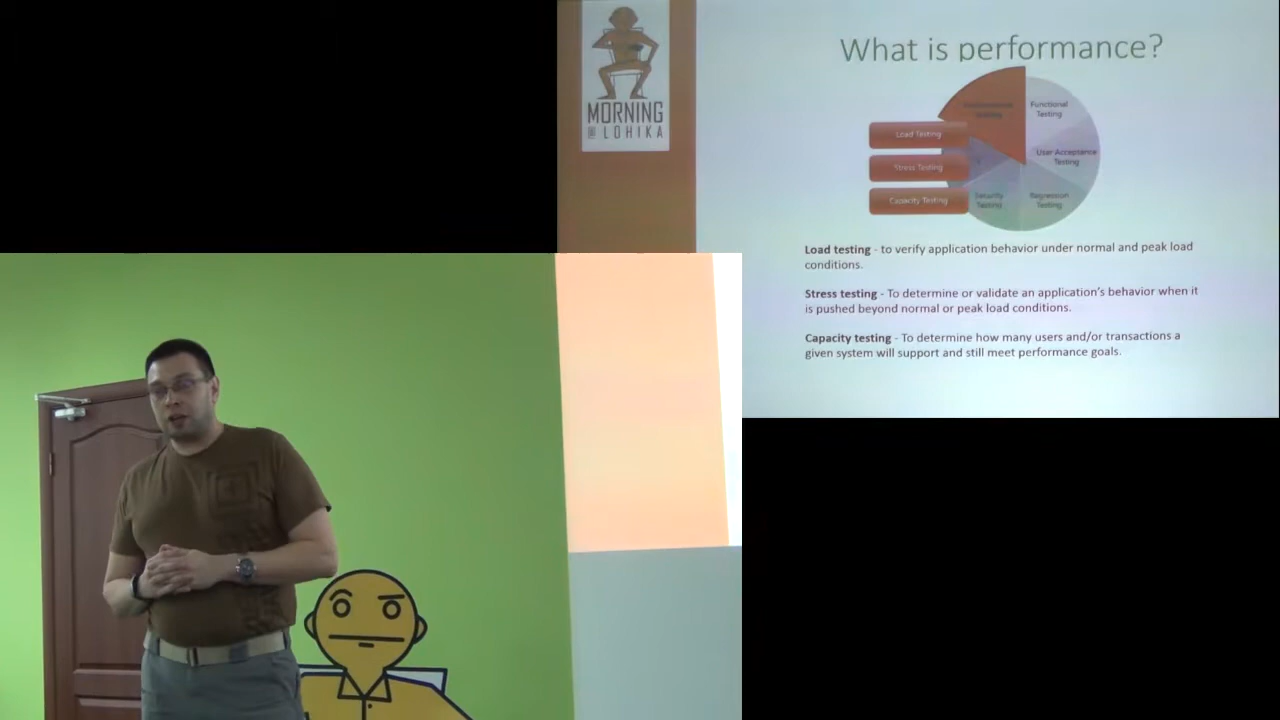 MORNING
@ LOHIKA
What is performance?
Functional
Testing
Load Testing
User Acceptance
Testing
Stress Testing
Security
Testing
Regression
Testing
Capacity Testing
Load testing - to verify application behavior under normal and peak load
conditions.
Stress testing - To determine or validate an application's behavior when it
is pushed beyond normal or peak load conditions.
Capacity testing - To determine how many users and/or transactions a
given system will support and still meet performance goals.